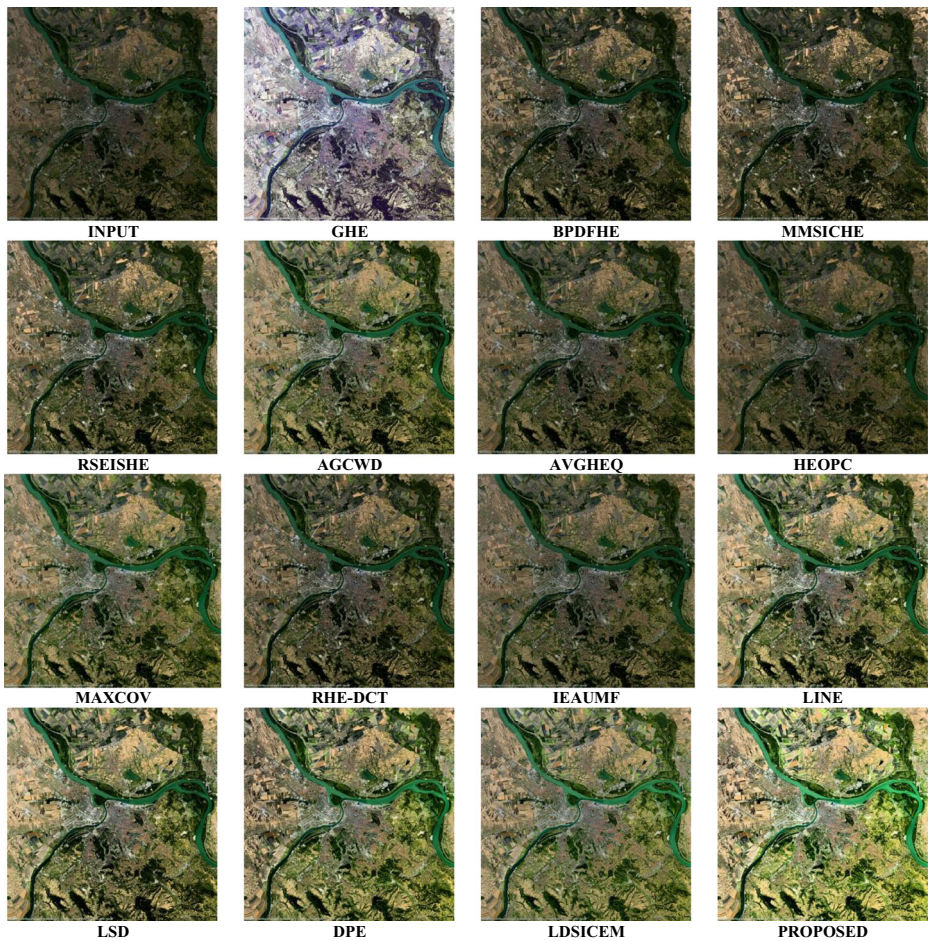 INPUT GHE BPDFHE MMSICHE
RSEISHE AGCWD AVGHEQ HEOPC
MAXCOV RHE-DCT IEAUMF LINE
LSD DPE LDSICEM PROPOSED